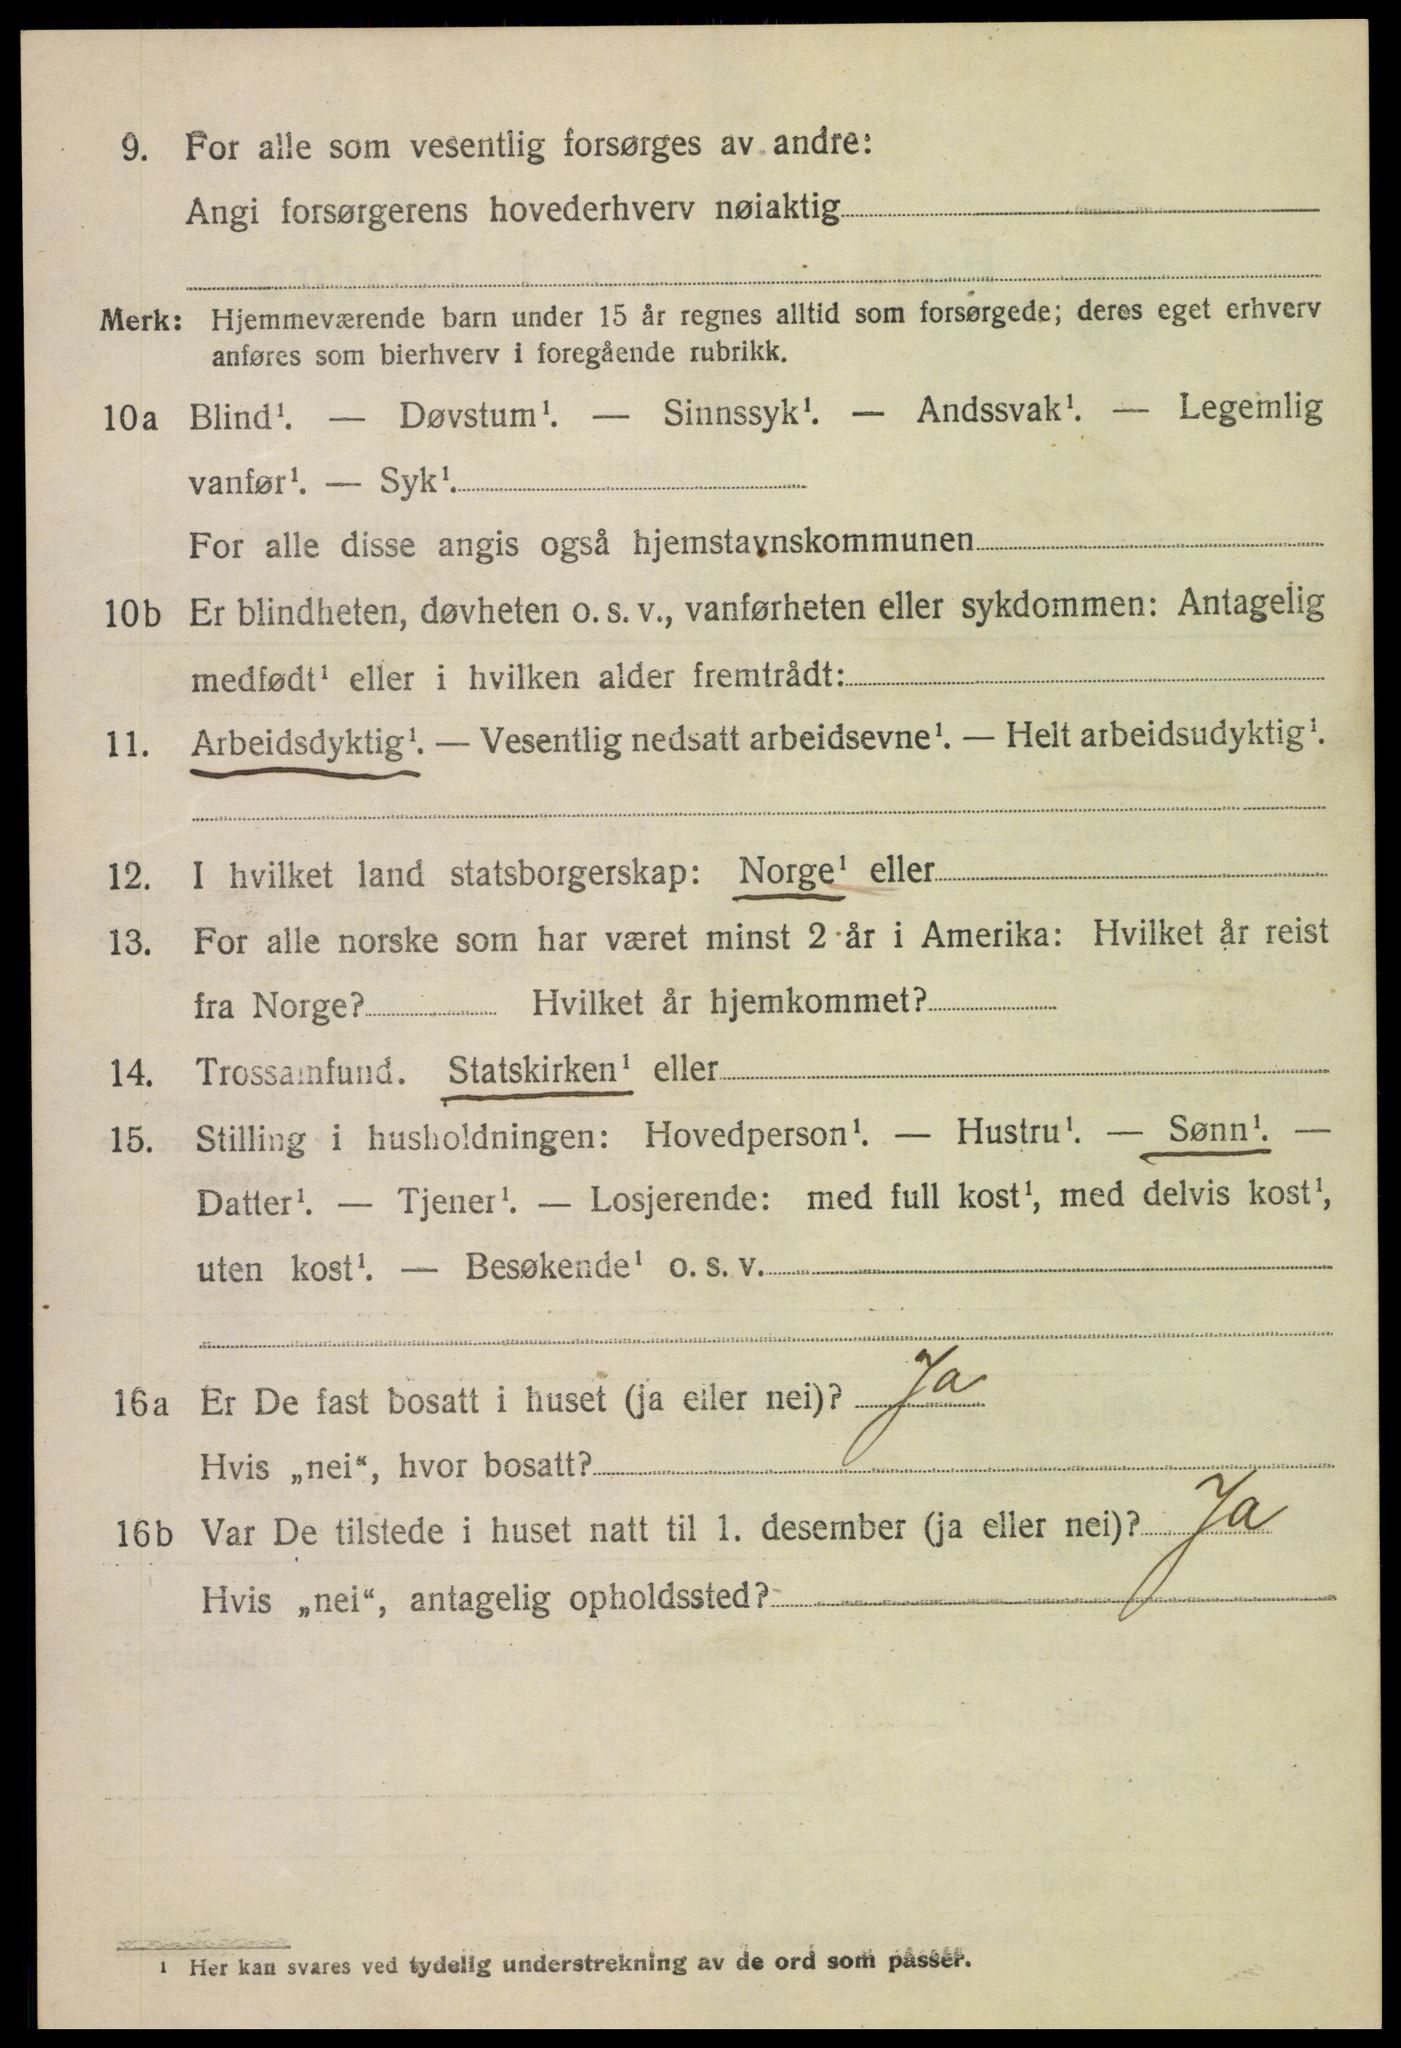 9. For alle som vesentlig forsørges av andre:
Angi forsørgerens hovederhverv nøiaktig
Merk: Hjemmeværende barn under 15 år regnes alltid som forsørgede; deres eget erhverv
anføres som bierhverv i foregående rubrikk.
10a Blind¹. — Døvstum¹. — Sinnssyk¹. — Andssvak¹. — Legemlig
vanfør¹. — Syk¹.
For alle disse angis også hjemstavnskommunen
10b Er blindheten, døvheten o. s. v., vanførheten eller sykdommen: Antagelig
medfødt¹ eller i hvilken alder fremtrådt:
11. Arbeidsdyktig¹. — Vesentlig nedsatt arbeidsevne¹. — Helt arbeidsudyktig¹.
12. I hvilket land statsborgerskap: Norge¹ eller
13. For alle norske som har været minst 2 år i Amerika: Hvilket år reist
fra Norge? Hvilket år hjemkommet?
14. Trossamfund. Statskirken¹ eller
15. Stilling i husholdningen: Hovedperson¹. — Hustru¹. — Sønn¹. —
Datter¹. — Tjener¹. — Losjerende: med full kost¹, med delvis kost¹,
uten kost¹. — Besøkende¹ o. s. v.
16a Er De fast bosatt i huset (ja eller nei)? Ja
Hvis „nei“, hvor bosatt?
16b Var De tilstede i huset natt til 1. desember (ja eller nei)? Ja
Hvis „nei“, antagelig opholdssted?
¹ Her kan svares ved tydelig understrekning av de ord som passer.